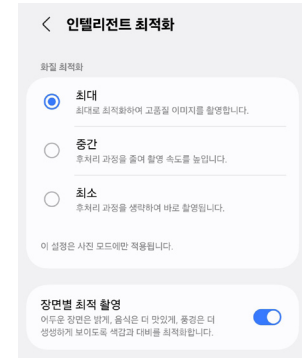 인텔리전트 최적화
화질 최적화
최대
최대로 최적화하여 고품질 이미지를 촬영합니다.
중간
후처리 과정을 줄여 촬영 속도를 높입니다.
최소
후처리 과정을 생략하여 바로 촬영됩니다.
이 설정은 사진 모드에만 적용됩니다.
장면별 최적 촬영
어두운 장면은 밝게, 음식은 더 맛있게, 풍경은 더
생생하게 보이도록 색감과 대비를 최적화합니다.